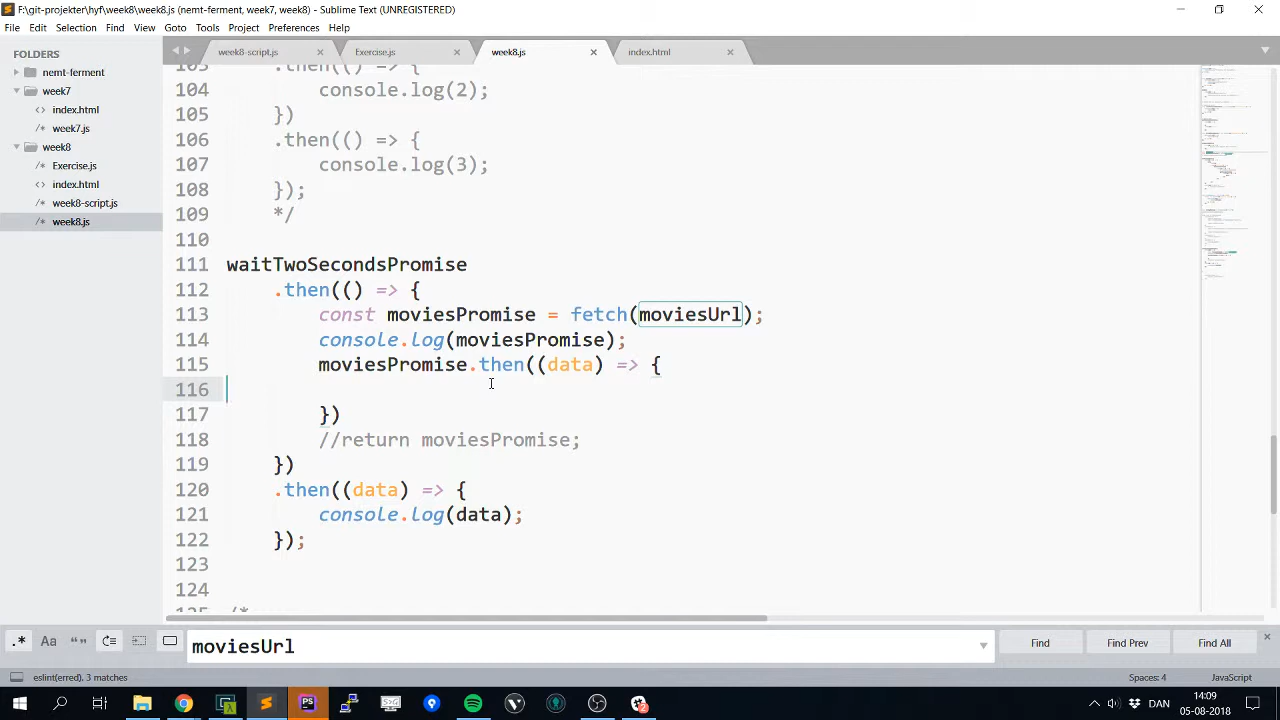 F:\git-projekter\hyf\week8\week8.js (nemt-ferment, week7, week8) - Sublime Text (UNREGISTERED)
File Edit Selection Find View Goto Tools Project Preferences Help
FOLDERS
nemt-ferment
week7
index.html
week7.js
week8
Exercise.js
index.html
week8.js
week8-script.js
Exercise.js
week8.js
index.html
103 .then(() => {
104 console.log(2);
105 })
106 .then(() => {
107 console.log(3);
108 });
109 */
110
111 waitTwoSecondsPromise
112 .then(() => {
113 const moviesPromise = fetch(moviesUrl);
114 console.log(moviesPromise);
115 moviesPromise.then((data) => {
116
117 })
118 //return moviesPromise;
119 })
120 .then((data) => {
121 console.log(data);
122 });
123
124
125 /*
.* Aa
moviesUrl
Find
Find Prev
Find All
3 matches
Spaces: 4
JavaScript
PS
DAN
14:09
05-08-2018